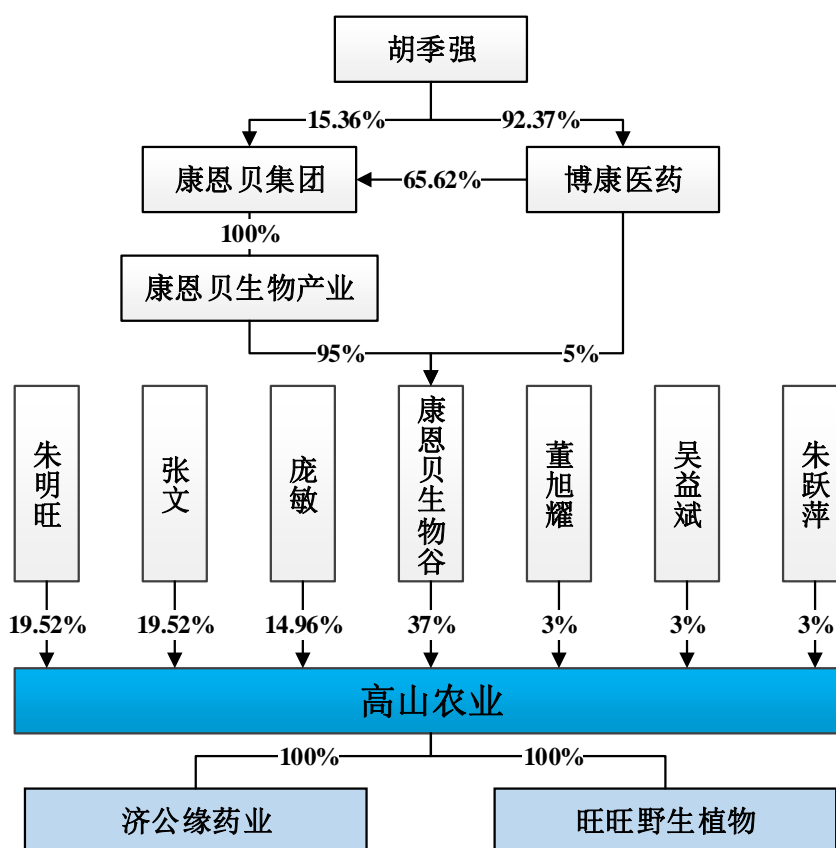 胡季强
15.36%
92.37%
康恩贝集团
65.62%
博康医药
100%
康恩贝生物产业
95%
5%
朱明旺
张文
庞敏
康恩贝生物谷
董旭耀
吴益斌
朱跃萍
19.52%
19.52%
14.96%
37%
3%
3%
3%
高山农业
100%
100%
济公缘药业
旺旺野生植物